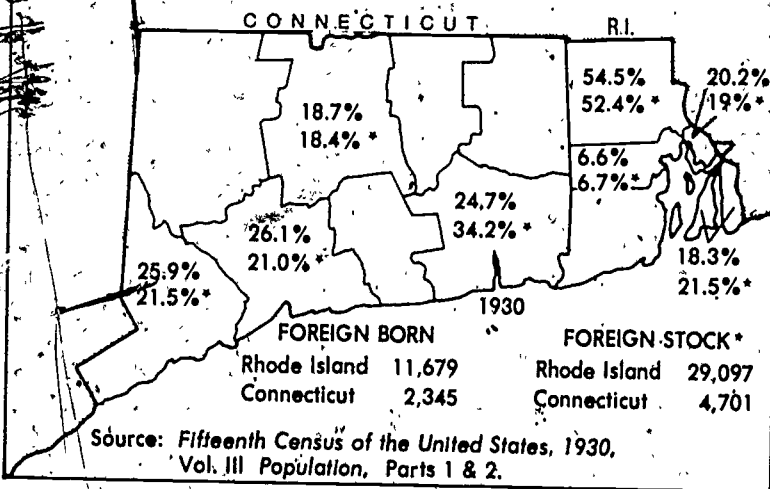 CONNECTICUT R.I.
54.5%
52.4%*
20.2%
19%*
18.7%
18.4%*
6.6%
6.7%*
24.7%
34.2%*
26.1%
21.0%*
25.9%
21.5%*
18.3%
21.5%*
1930
FOREIGN BORN
Rhode Island 11,679
Connecticut 2,345
FOREIGN STOCK*
Rhode Island 29,097
Connecticut 4,701
Source: Fifteenth Census of the United States, 1930,
Vol. III Population, Parts 1 & 2.